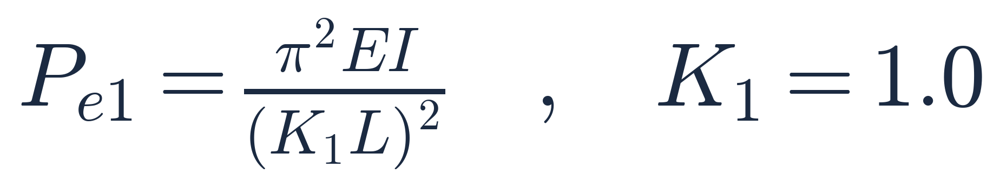 P_{e1} = \frac{\pi^2 EI}{(K_1 L)^2} , K_1 = 1.0